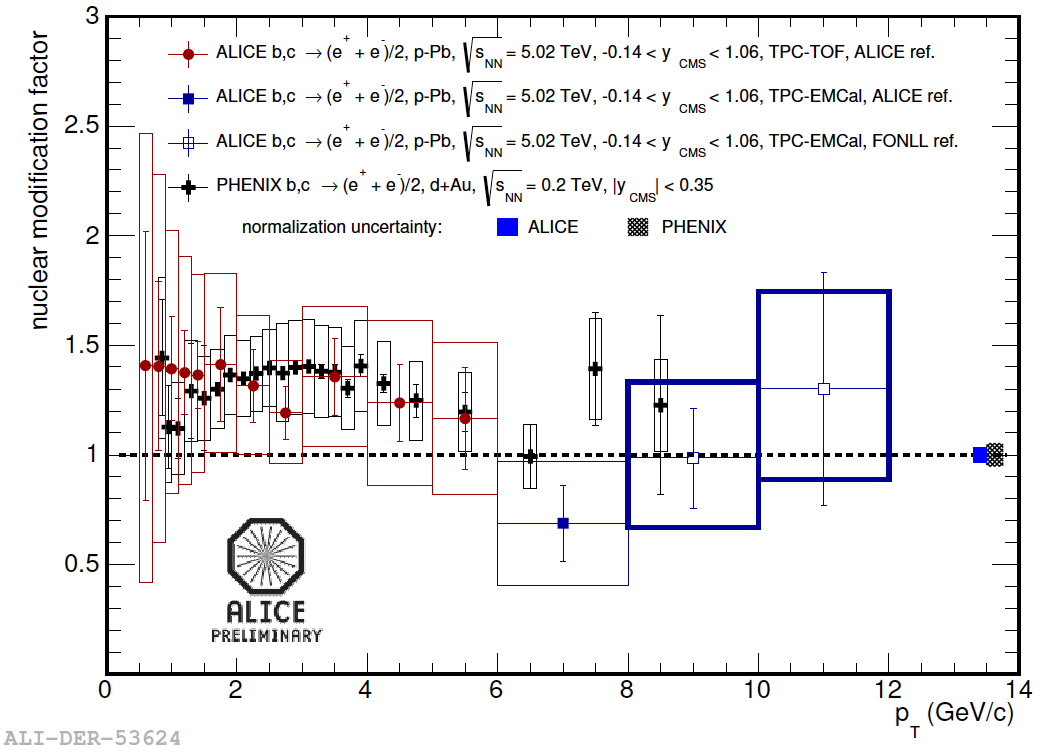 nuclear modification factor
3
2.5
2
1.5
1
0.5
ALICE b,c → (e⁺ + e⁻)/2, p-Pb, √s_NN = 5.02 TeV, -0.14 < y_CMS < 1.06, TPC-TOF, ALICE ref.
ALICE b,c → (e⁺ + e⁻)/2, p-Pb, √s_NN = 5.02 TeV, -0.14 < y_CMS < 1.06, TPC-EMCal, ALICE ref.
ALICE b,c → (e⁺ + e⁻)/2, p-Pb, √s_NN = 5.02 TeV, -0.14 < y_CMS < 1.06, TPC-EMCal, FONLL ref.
PHENIX b,c → (e⁺ + e⁻)/2, d+Au, √s_NN = 0.2 TeV, |y_CMS| < 0.35
normalization uncertainty: ALICE PHENIX
ALICE
PRELIMINARY
0 2 4 6 8 10 12 14
p_T (GeV/c)
ALI-DER-53624